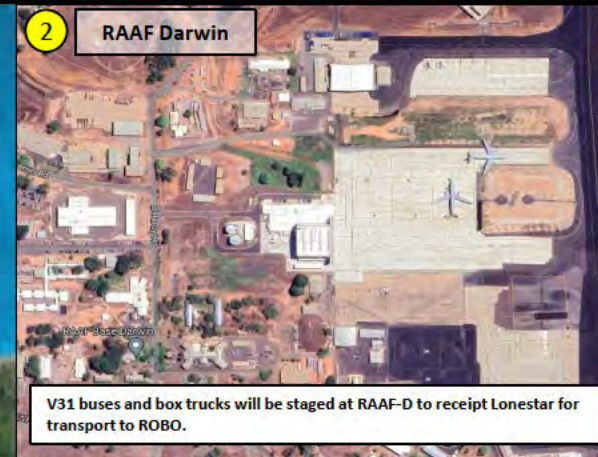 2
RAAF Darwin
RAAF Base Darwin
V31 buses and box trucks will be staged at RAAF-D to receipt Lonestar for
transport to ROBO.